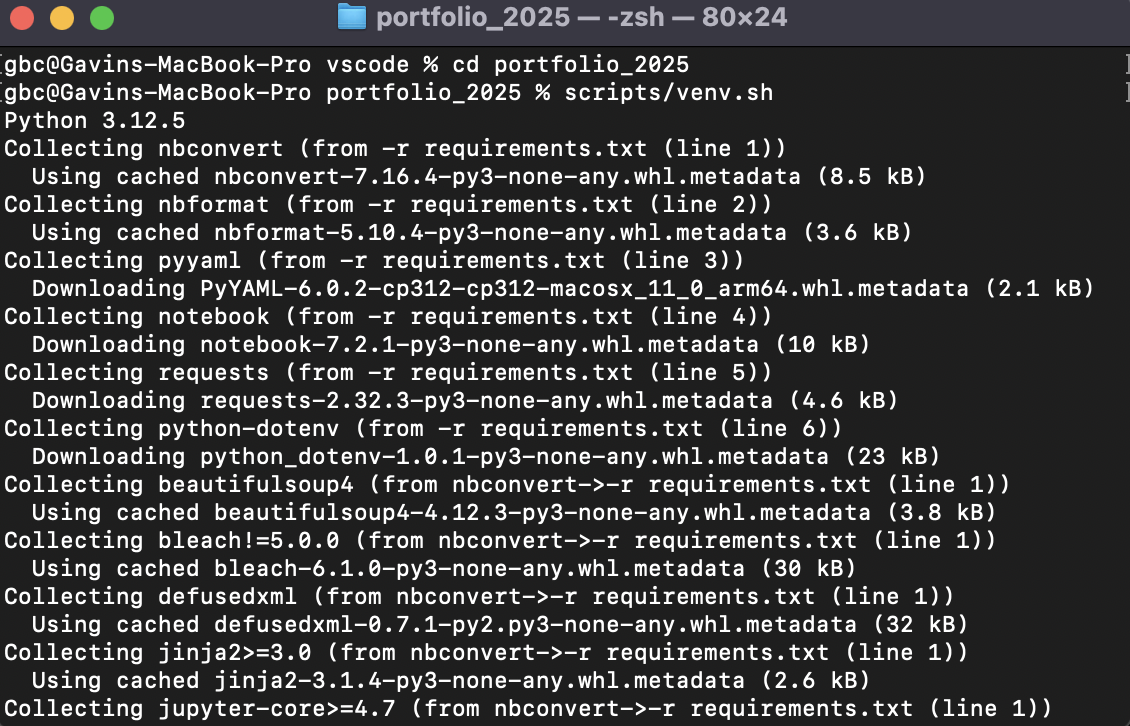 portfolio_2025 — -zsh — 80×24
[gbc@Gavins-MacBook-Pro vscode % cd portfolio_2025 ]
[gbc@Gavins-MacBook-Pro portfolio_2025 % scripts/venv.sh ]
Python 3.12.5
Collecting nbconvert (from -r requirements.txt (line 1))
  Using cached nbconvert-7.16.4-py3-none-any.whl.metadata (8.5 kB)
Collecting nbformat (from -r requirements.txt (line 2))
  Using cached nbformat-5.10.4-py3-none-any.whl.metadata (3.6 kB)
Collecting pyyaml (from -r requirements.txt (line 3))
  Downloading PyYAML-6.0.2-cp312-cp312-macosx_11_0_arm64.whl.metadata (2.1 kB)
Collecting notebook (from -r requirements.txt (line 4))
  Downloading notebook-7.2.1-py3-none-any.whl.metadata (10 kB)
Collecting requests (from -r requirements.txt (line 5))
  Downloading requests-2.32.3-py3-none-any.whl.metadata (4.6 kB)
Collecting python-dotenv (from -r requirements.txt (line 6))
  Downloading python_dotenv-1.0.1-py3-none-any.whl.metadata (23 kB)
Collecting beautifulsoup4 (from nbconvert->-r requirements.txt (line 1))
  Using cached beautifulsoup4-4.12.3-py3-none-any.whl.metadata (3.8 kB)
Collecting bleach!=5.0.0 (from nbconvert->-r requirements.txt (line 1))
  Using cached bleach-6.1.0-py3-none-any.whl.metadata (30 kB)
Collecting defusedxml (from nbconvert->-r requirements.txt (line 1))
  Using cached defusedxml-0.7.1-py2.py3-none-any.whl.metadata (32 kB)
Collecting jinja2>=3.0 (from nbconvert->-r requirements.txt (line 1))
  Using cached jinja2-3.1.4-py3-none-any.whl.metadata (2.6 kB)
Collecting jupyter-core>=4.7 (from nbconvert->-r requirements.txt (line 1))